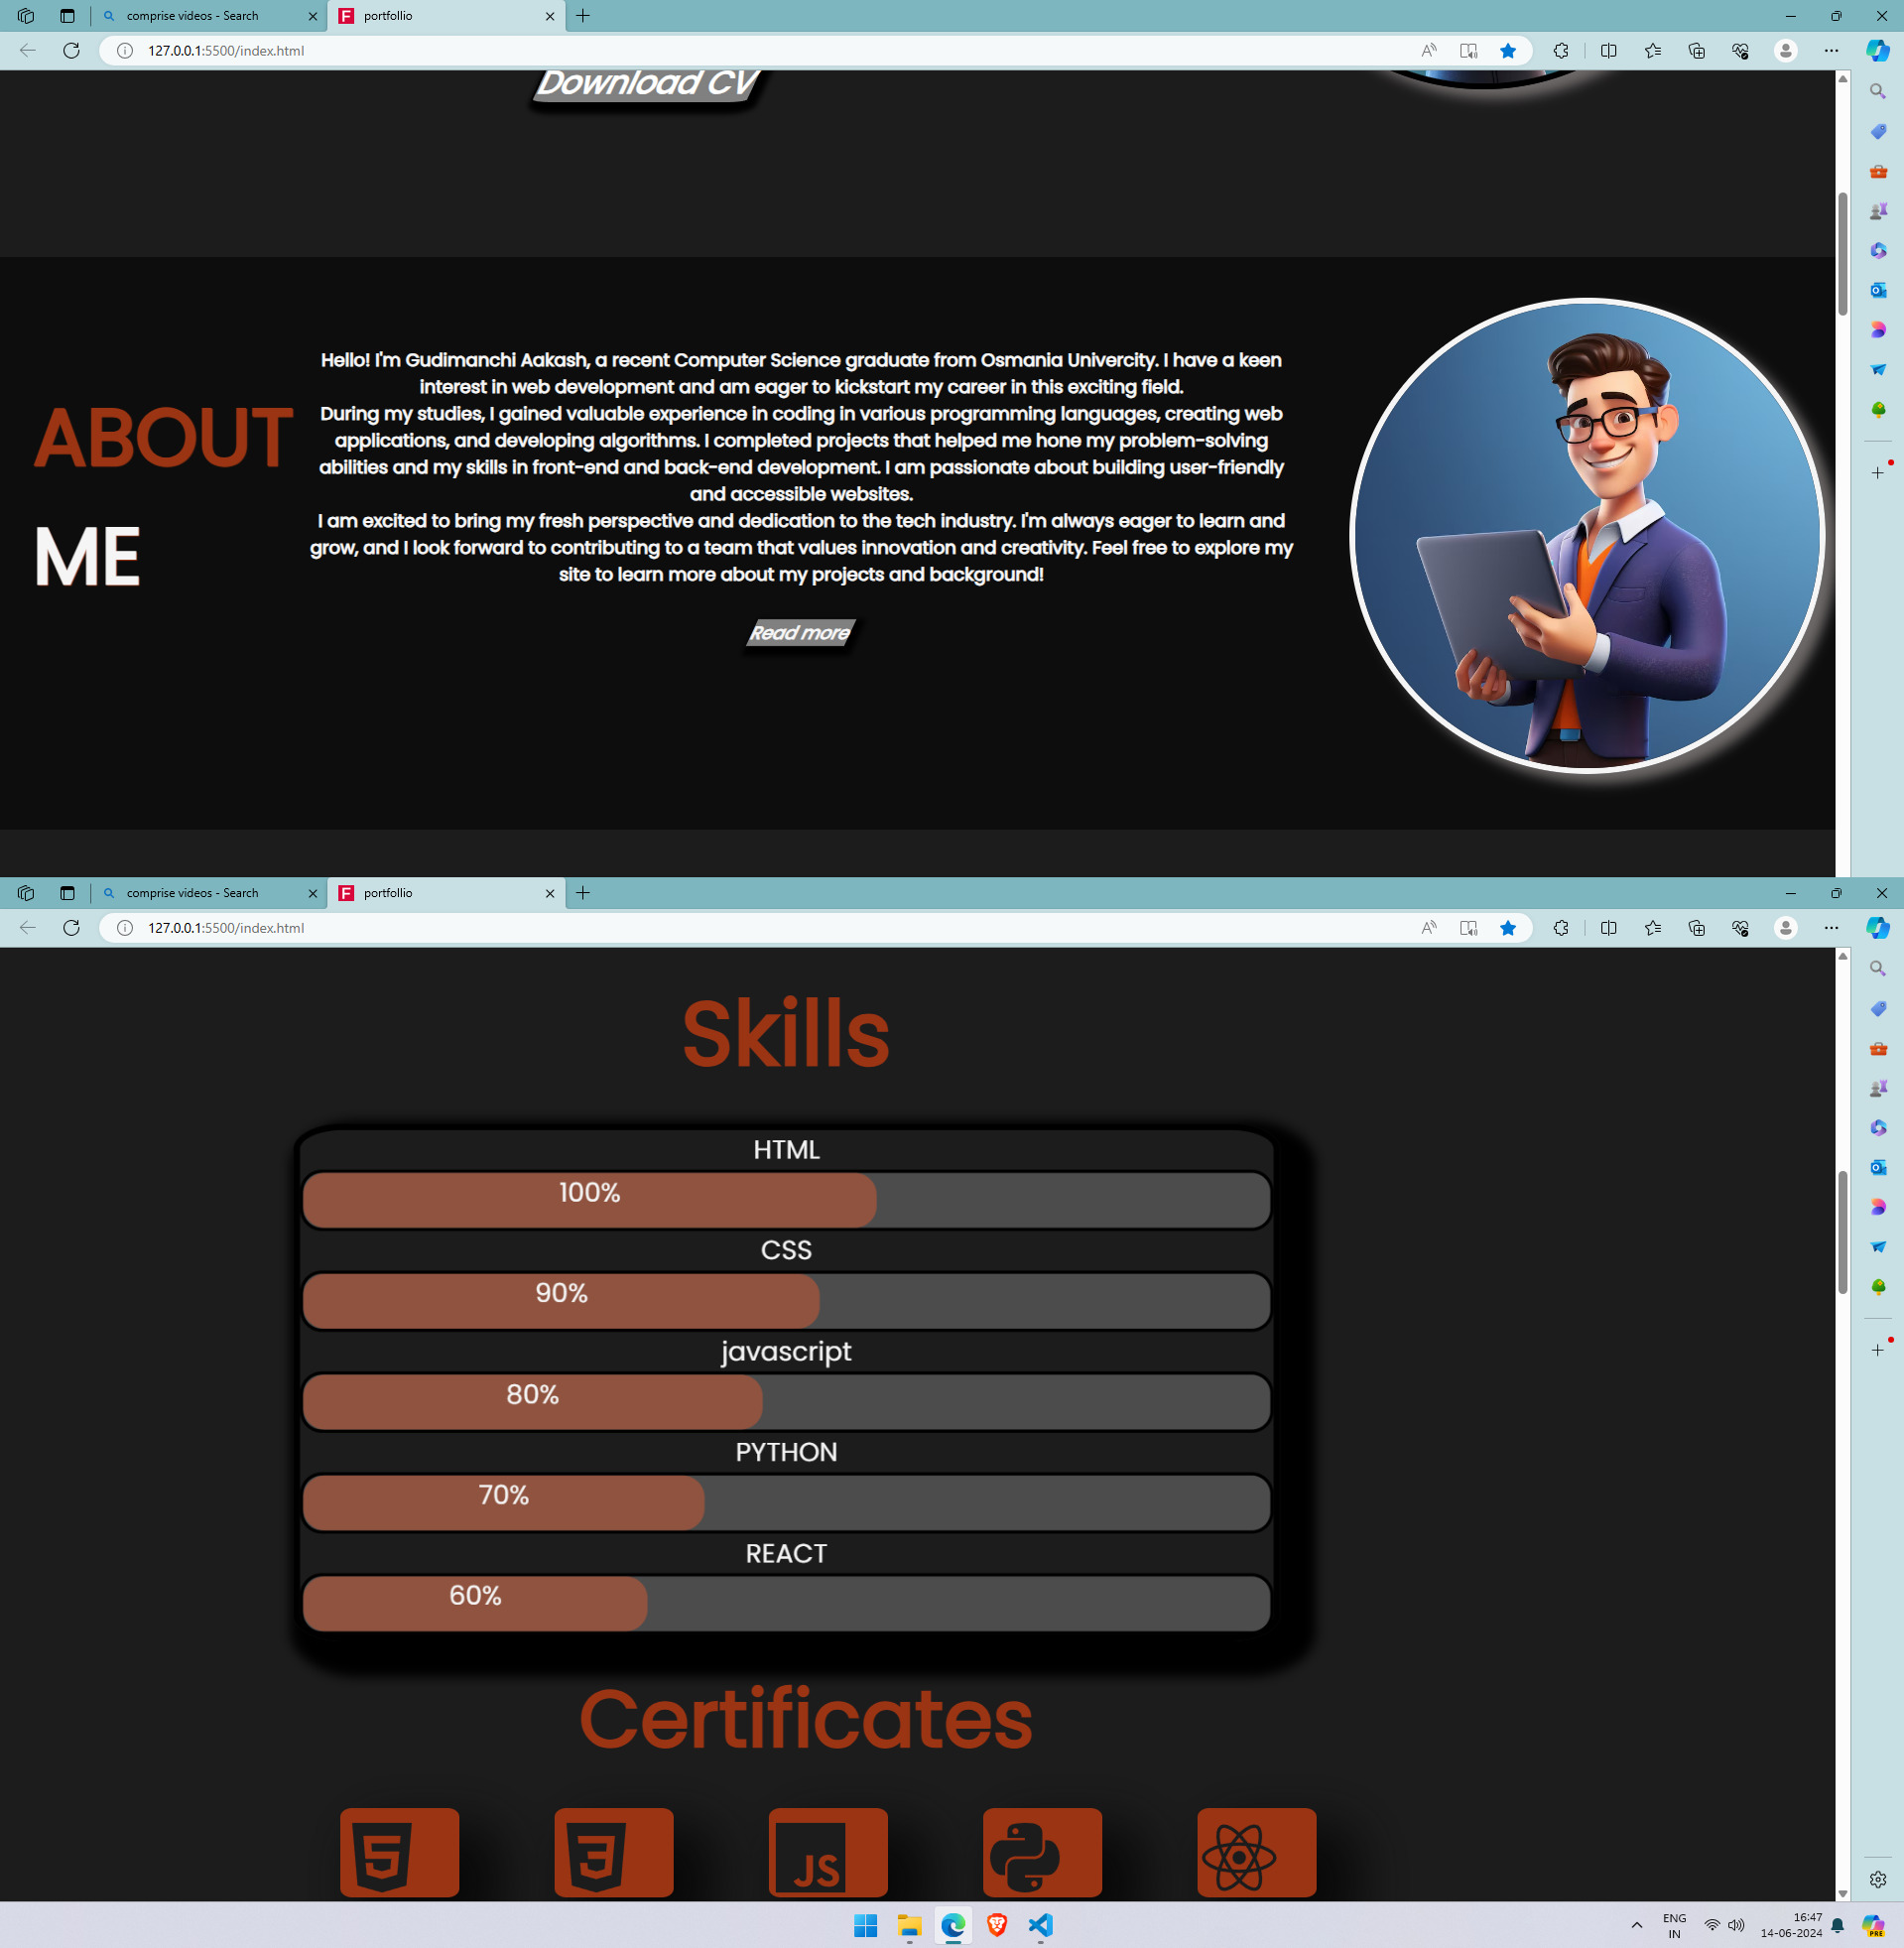 comprise videos - Search
portfollio
127.0.0.1:5500/index.html
Download CV
ABOUT
ME
Hello! I'm Gudimanchi Aakash, a recent Computer Science graduate from Osmania Univercity. I have a keen
interest in web development and am eager to kickstart my career in this exciting field.
During my studies, I gained valuable experience in coding in various programming languages, creating web
applications, and developing algorithms. I completed projects that helped me hone my problem-solving
abilities and my skills in front-end and back-end development. I am passionate about building user-friendly
and accessible websites.
I am excited to bring my fresh perspective and dedication to the tech industry. I'm always eager to learn and
grow, and I look forward to contributing to a team that values innovation and creativity. Feel free to explore my
site to learn more about my projects and background!
Read more
comprise videos - Search
portfollio
127.0.0.1:5500/index.html
Skills
HTML
100%
CSS
90%
javascript
80%
PYTHON
70%
REACT
60%
Certificates
5
3
JS
ENG
IN
16:47
14-06-2024
PRE